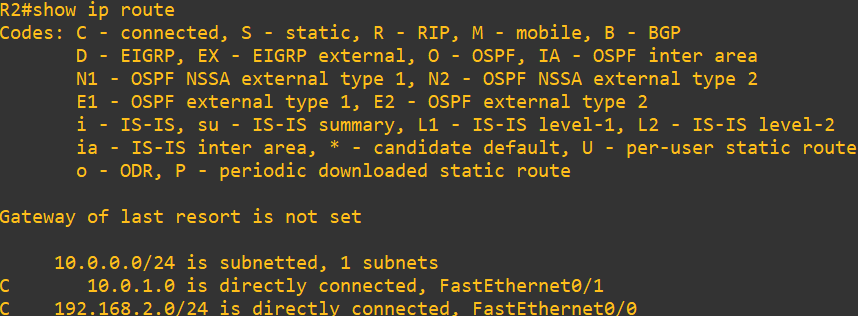 R2#show ip route
Codes: C - connected, S - static, R - RIP, M - mobile, B - BGP
D - EIGRP, EX - EIGRP external, O - OSPF, IA - OSPF inter area
N1 - OSPF NSSA external type 1, N2 - OSPF NSSA external type 2
E1 - OSPF external type 1, E2 - OSPF external type 2
i - IS-IS, su - IS-IS summary, L1 - IS-IS level-1, L2 - IS-IS level-2
ia - IS-IS inter area, * - candidate default, U - per-user static route
o - ODR, P - periodic downloaded static route
Gateway of last resort is not set
10.0.0.0/24 is subnetted, 1 subnets
C 10.0.1.0 is directly connected, FastEthernet0/1
C 192.168.2.0/24 is directly connected, FastEthernet0/0